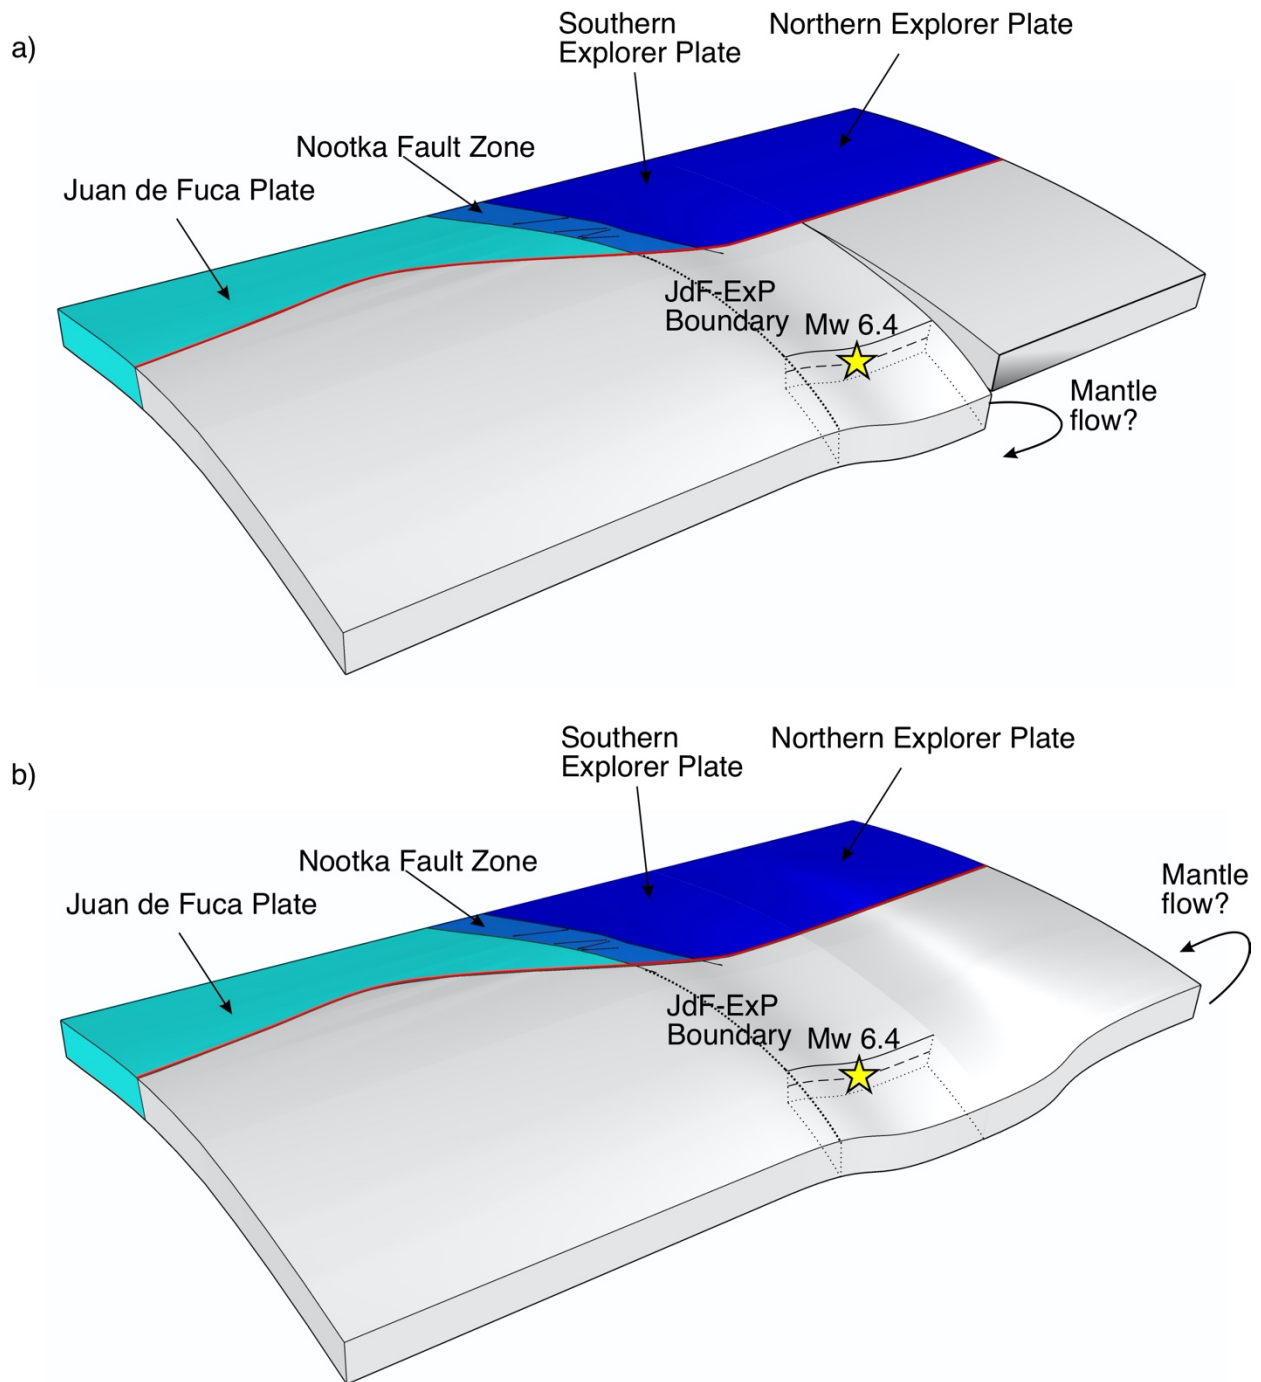 a)
Southern
Explorer Plate
Northern Explorer Plate
Nootka Fault Zone
Juan de Fuca Plate
JdF-ExP
Boundary
Mw 6.4
Mantle
flow?
b)
Southern
Explorer Plate
Northern Explorer Plate
Nootka Fault Zone
Juan de Fuca Plate
Mantle
flow?
JdF-ExP
Boundary
Mw 6.4